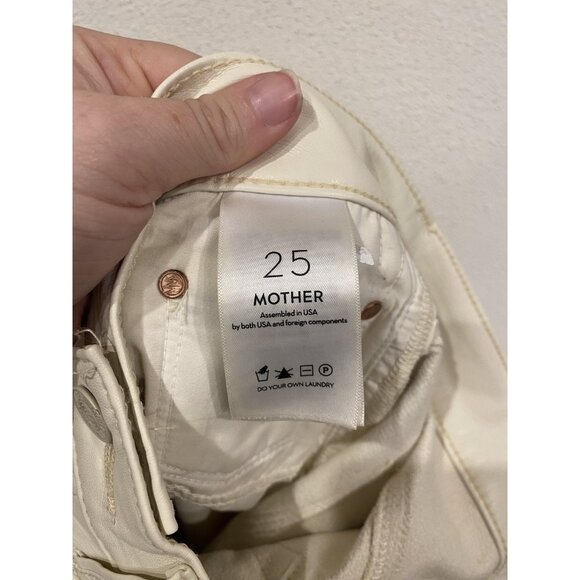 25
MOTHER
Assembled in USA
by both USA and foreign components
P
DO YOUR OWN LAUNDRY